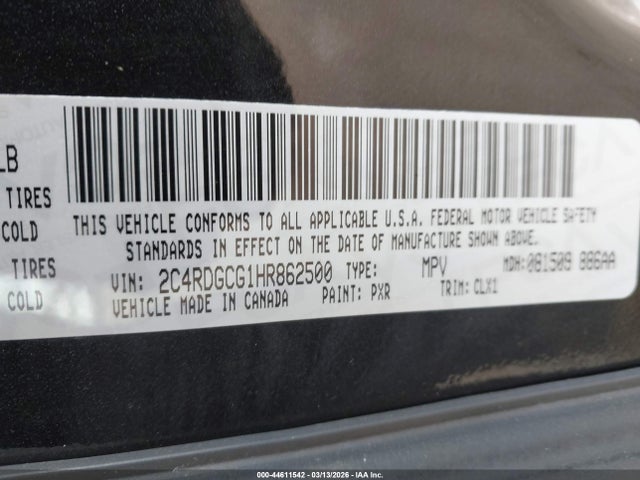 LB
TIRES
COLD
TIRES
COLD
THIS VEHICLE CONFORMS TO ALL APPLICABLE U.S.A. FEDERAL MOTOR VEHICLE SAFETY
STANDARDS IN EFFECT ON THE DATE OF MANUFACTURE SHOWN ABOVE.
VIN: 2C4RDGCG1HR862500 TYPE: MPV MDH: 081509 886AA
VEHICLE MADE IN CANADA PAINT: PXR TRIM: CLX1
000-44611542 | 03/13/2026 - IAA Inc.